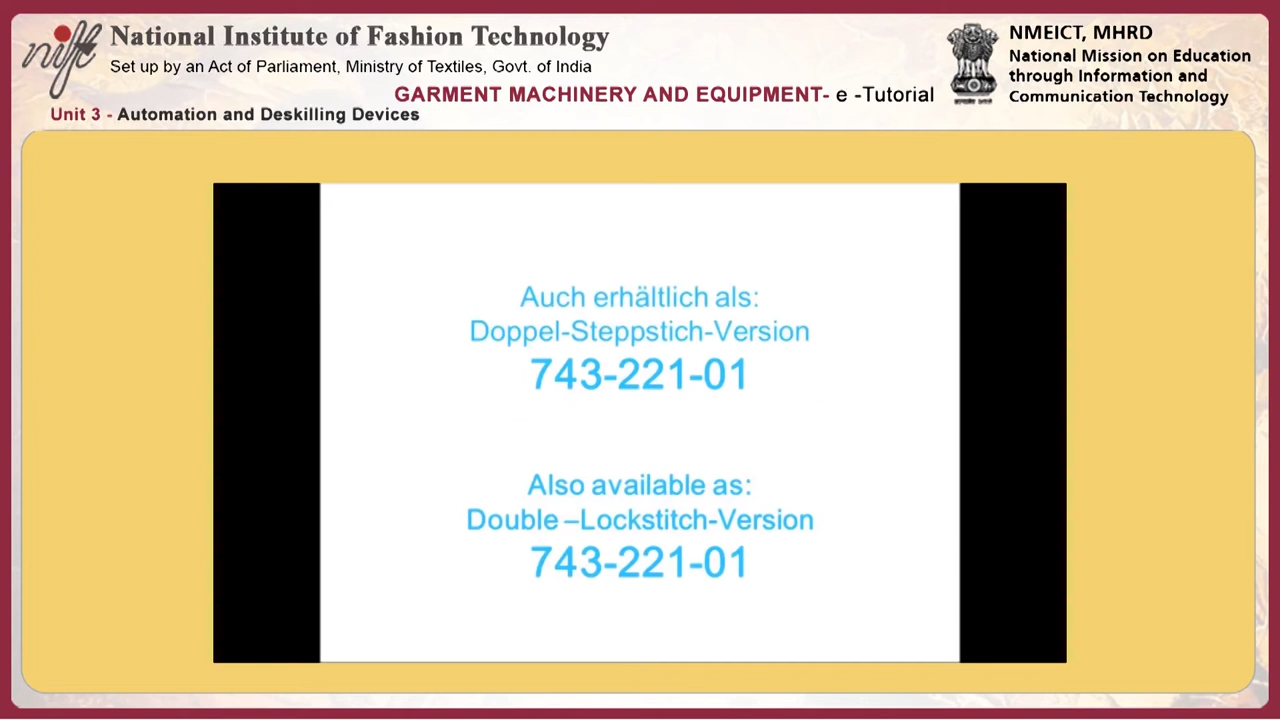 nift
National Institute of Fashion Technology
Set up by an Act of Parliament, Ministry of Textiles, Govt. of India
GARMENT MACHINERY AND EQUIPMENT- e -Tutorial
Unit 3 - Automation and Deskilling Devices
NMEICT, MHRD
National Mission on Education
through Information and
Communication Technology
Auch erhältlich als:
Doppel-Steppstich-Version
743-221-01
Also available as:
Double –Lockstitch-Version
743-221-01